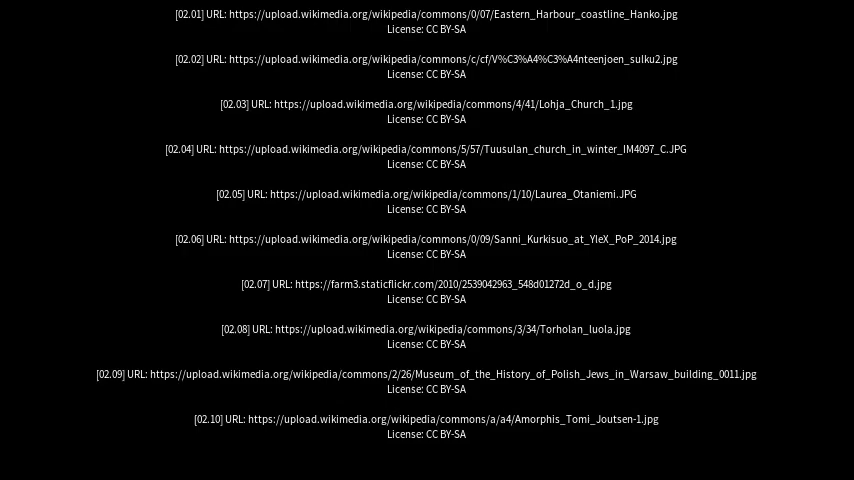 [02.01] URL: https://upload.wikimedia.org/wikipedia/commons/0/07/Eastern_Harbour_coastline_Hanko.jpg
License: CC BY-SA
[02.02] URL: https://upload.wikimedia.org/wikipedia/commons/c/cf/V%C3%A4%C3%A4nteenjoen_sulku2.jpg
License: CC BY-SA
[02.03] URL: https://upload.wikimedia.org/wikipedia/commons/4/41/Lohja_Church_1.jpg
License: CC BY-SA
[02.04] URL: https://upload.wikimedia.org/wikipedia/commons/5/57/Tuusulan_church_in_winter_IM4097_C.JPG
License: CC BY-SA
[02.05] URL: https://upload.wikimedia.org/wikipedia/commons/1/10/Laurea_Otaniemi.JPG
License: CC BY-SA
[02.06] URL: https://upload.wikimedia.org/wikipedia/commons/0/09/Sanni_Kurkisuo_at_YleX_PoP_2014.jpg
License: CC BY-SA
[02.07] URL: https://farm3.staticflickr.com/2010/2539042963_548d01272d_o_d.jpg
License: CC BY-SA
[02.08] URL: https://upload.wikimedia.org/wikipedia/commons/3/34/Torholan_luola.jpg
License: CC BY-SA
[02.09] URL: https://upload.wikimedia.org/wikipedia/commons/2/26/Museum_of_the_History_of_Polish_Jews_in_Warsaw_building_0011.jpg
License: CC BY-SA
[02.10] URL: https://upload.wikimedia.org/wikipedia/commons/a/a4/Amorphis_Tomi_Joutsen-1.jpg
License: CC BY-SA